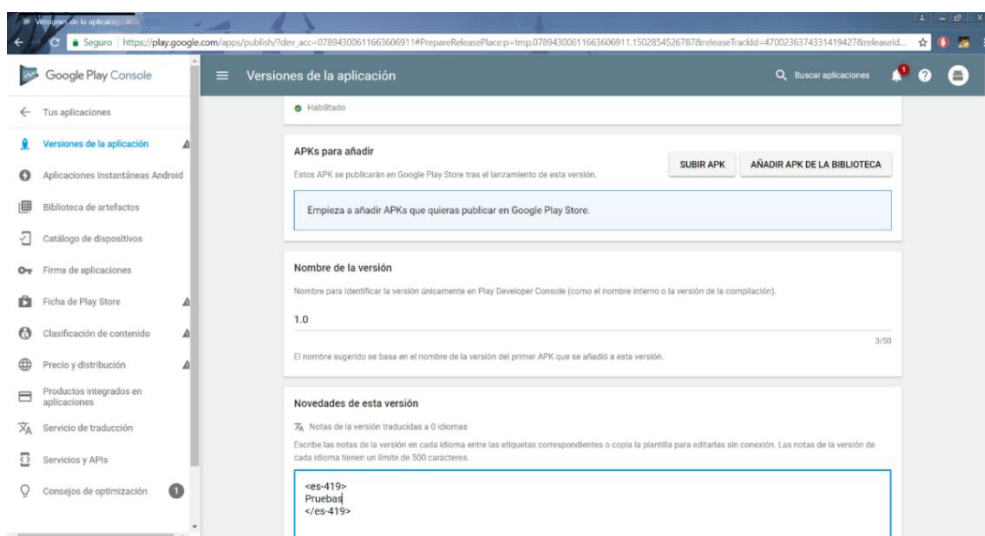 Versiones de la aplicació
Seguro | https://play.google.com/apps/publish/?dev_acc=07894300611663606911#PrepareReleasePlace:p=tmp.07894300611663606911.1502854526787&releaseTrackId=4700236374331419427&releaseId...
Google Play Console
Versiones de la aplicación
Buscar aplicaciones
1
Tus aplicaciones
Versiones de la aplicación
Aplicaciones Instantáneas Android
Biblioteca de artefactos
Catálogo de dispositivos
Firma de aplicaciones
Ficha de Play Store
Clasificación de contenido
Precio y distribución
Productos integrados en
aplicaciones
Servicio de traducción
Servicios y APIs
Consejos de optimización 1
Habilitado
APKs para añadir
Estos APK se publicarán en Google Play Store tras el lanzamiento de esta versión.
SUBIR APK AÑADIR APK DE LA BIBLIOTECA
Empieza a añadir APKs que quieras publicar en Google Play Store.
Nombre de la versión
Nombre para identificar la versión únicamente en Play Developer Console (como el nombre interno o la versión de la compilación).
1.0
3/50
El nombre sugerido se basa en el nombre de la versión del primer APK que se añadió a esta versión.
Novedades de esta versión
Notas de la versión traducidas a 0 idiomas
Escribe las notas de la versión en cada idioma entre las etiquetas correspondientes o copia la plantilla para editarlas sin conexión. Las notas de la versión de
cada idioma tienen un límite de 500 caracteres.
<es-419>
Pruebas
</es-419>